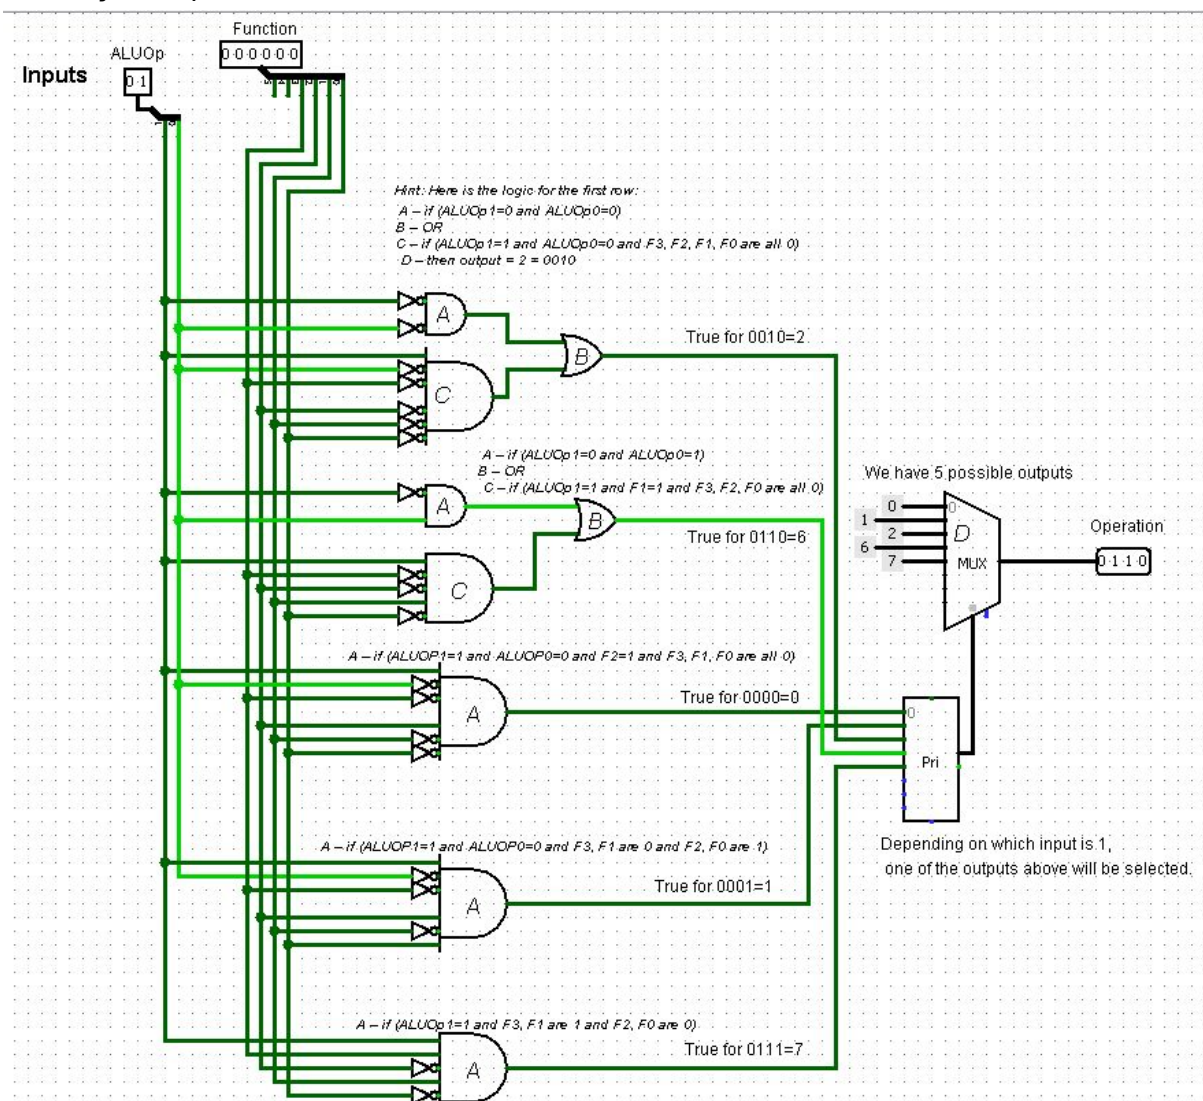 Function
0 0 0 0 0 0
ALUOp
Inputs
0 1
Hint: Here is the logic for the first row:
A – if (ALUOp1=0 and ALUOp0=0)
B – OR
C – if (ALUOp1=1 and ALUOp0=0 and F3, F2, F1, F0 are all 0)
D – then output = 2 = 0010
A
B
True for 0010=2
C
A – if (ALUOp1=0 and ALUOp0=1)
B – OR
C – if (ALUOp1=1 and F1=1 and F3, F2, F0 are all 0)
A
B
True for 0110=6
C
We have 5 possible outputs
0
1
2
6
7
0
D
MUX
Operation
0 1 1 0
A – if (ALUOP1=1 and ALUOP0=0 and F2=1 and F3, F1, F0 are all 0)
A
True for 0000=0
0
Pri
Depending on which input is 1,
one of the outputs above will be selected.
A – if (ALUOP1=1 and ALUOP0=0 and F3, F1 are 0 and F2, F0 are 1)
A
True for 0001=1
A – if (ALUOp1=1 and F3, F1 are 1 and F2, F0 are 0)
A
True for 0111=7